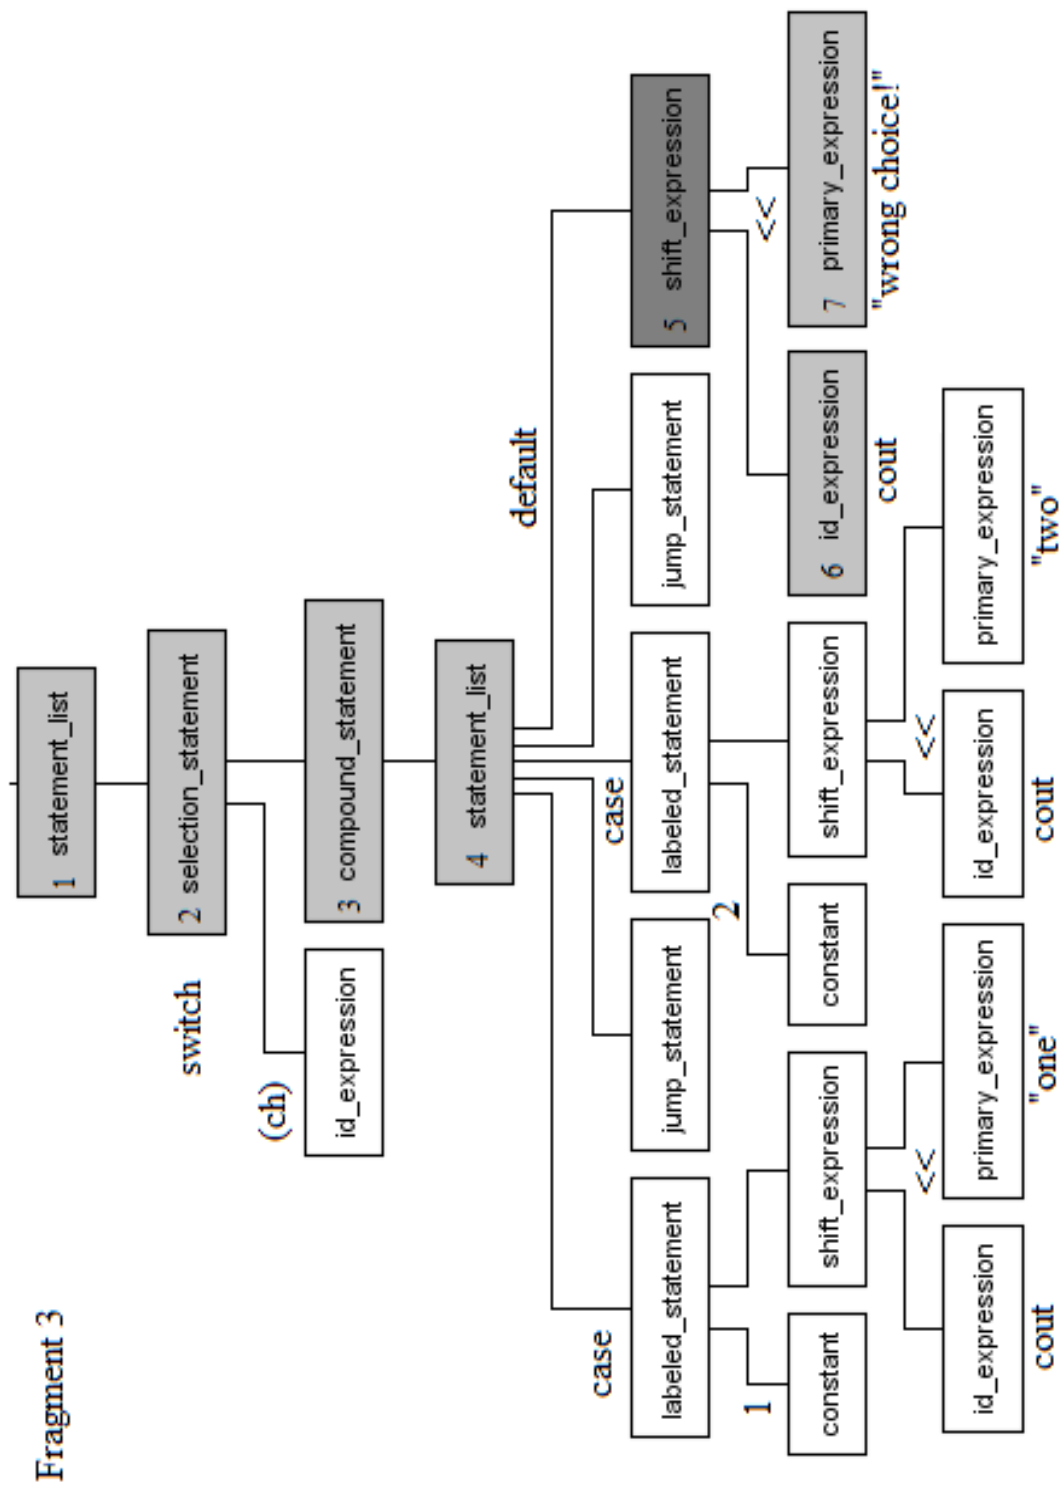 Fragment 3
1 statement_list
2 selection_statement
switch
(ch)
id_expression
3 compound_statement
4 statement_list
case
case
default
labeled_statement
jump_statement
labeled_statement
jump_statement
5 shift_expression
1
2
<<
constant
shift_expression
constant
shift_expression
6 id_expression
7 primary_expression
cout
"wrong choice!"
<<
<<
id_expression
primary_expression
id_expression
primary_expression
cout
"one"
cout
"two"